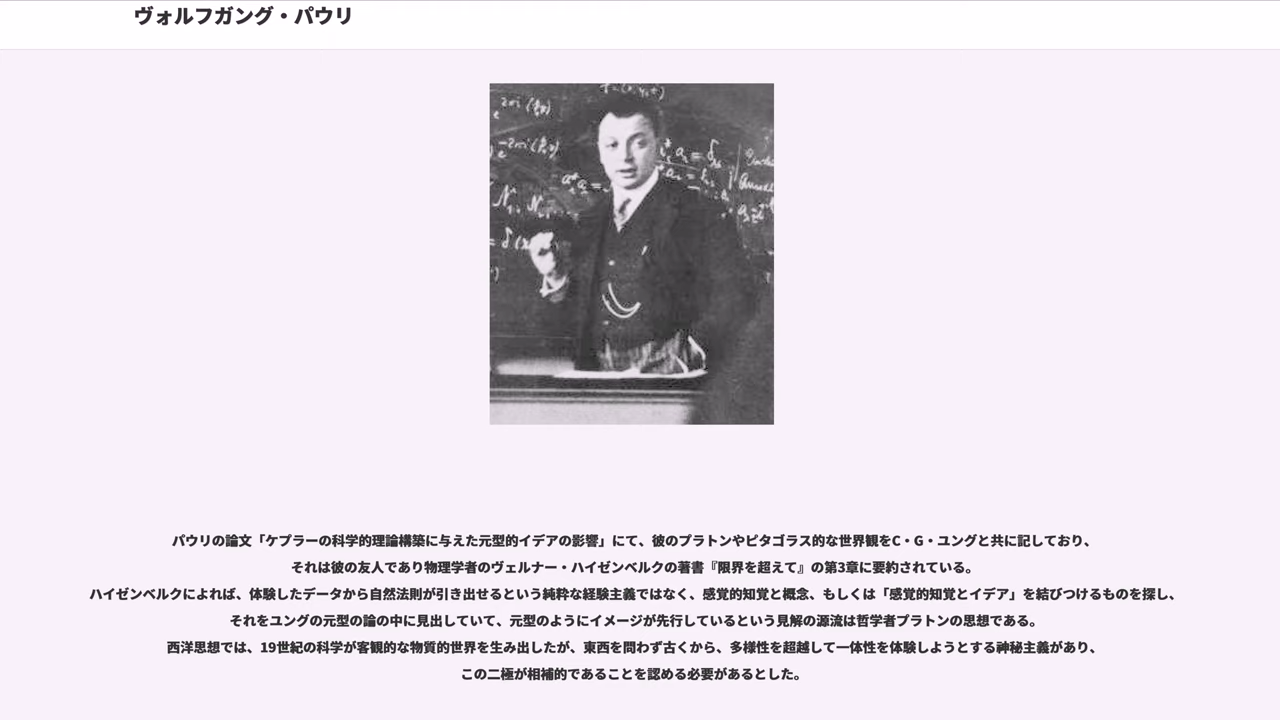 ヴォルフガング・パウリ
パウリの論文「ケプラーの科学的理論構築に与えた元型的イデアの影響」にて、彼のプラトンやピタゴラス的な世界観をC・G・ユングと共に記しており、
それは彼の友人であり物理学者のヴェルナー・ハイゼンベルクの著書『限界を超えて』の第3章に要約されている。
ハイゼンベルクによれば、体験したデータから自然法則が引き出せるという純粋な経験主義ではなく、感覚的知覚と概念、もしくは「感覚的知覚とイデア」を結びつけるものを探し、
それをユングの元型の論の中に見出していて、元型のようにイメージが先行しているという見解の源流は哲学者プラトンの思想である。
西洋思想では、19世紀の科学が客観的な物質的世界を生み出したが、東西を問わず古くから、多様性を超越して一体性を体験しようとする神秘主義があり、
この二極が相補的であることを認める必要があるとした。